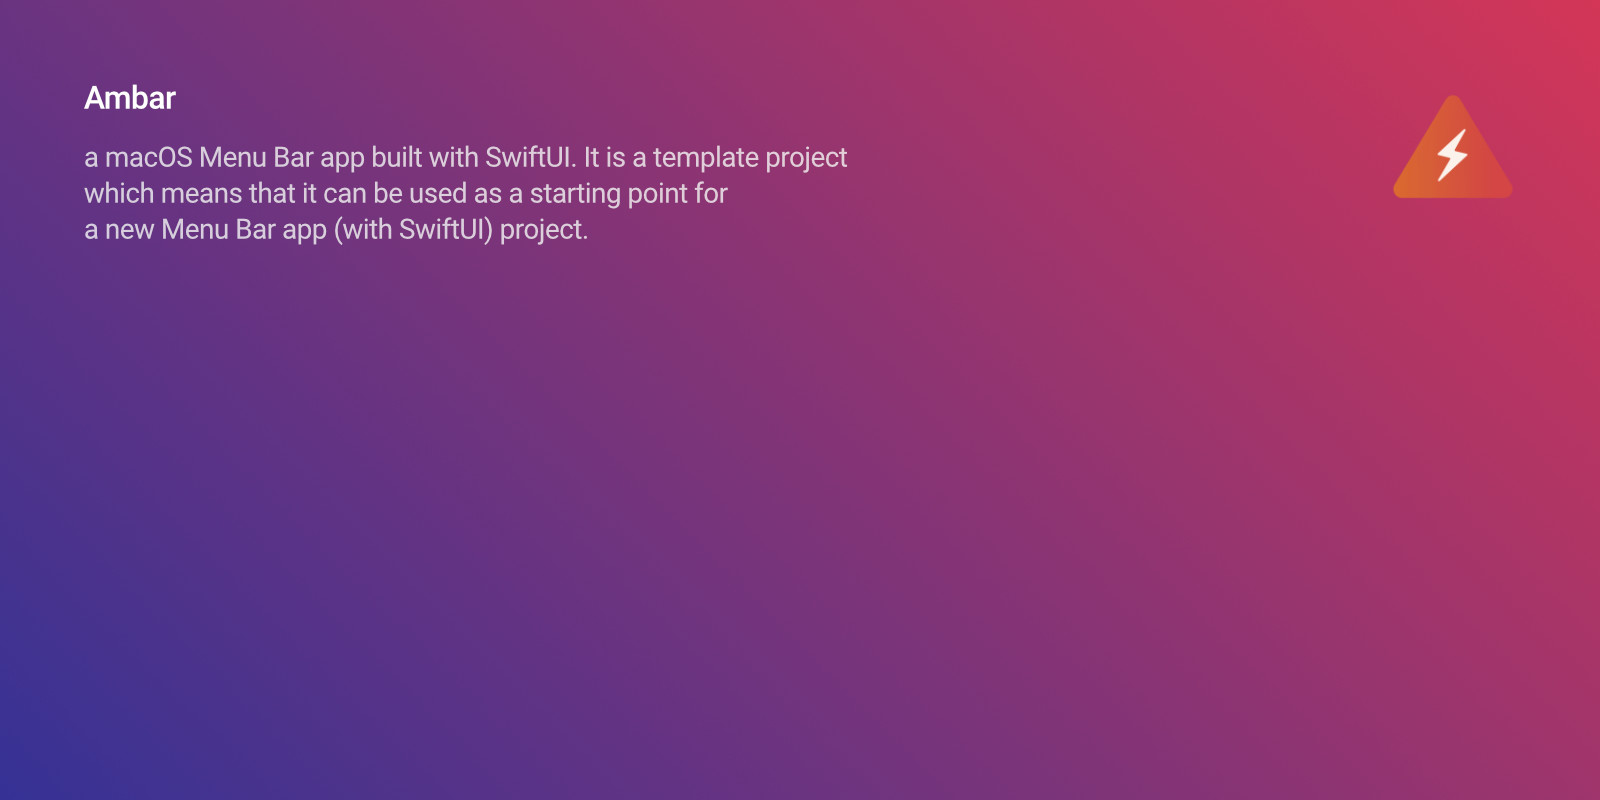 Ambar
a macOS Menu Bar app built with SwiftUI. It is a template project
which means that it can be used as a starting point for
a new Menu Bar app (with SwiftUI) project.